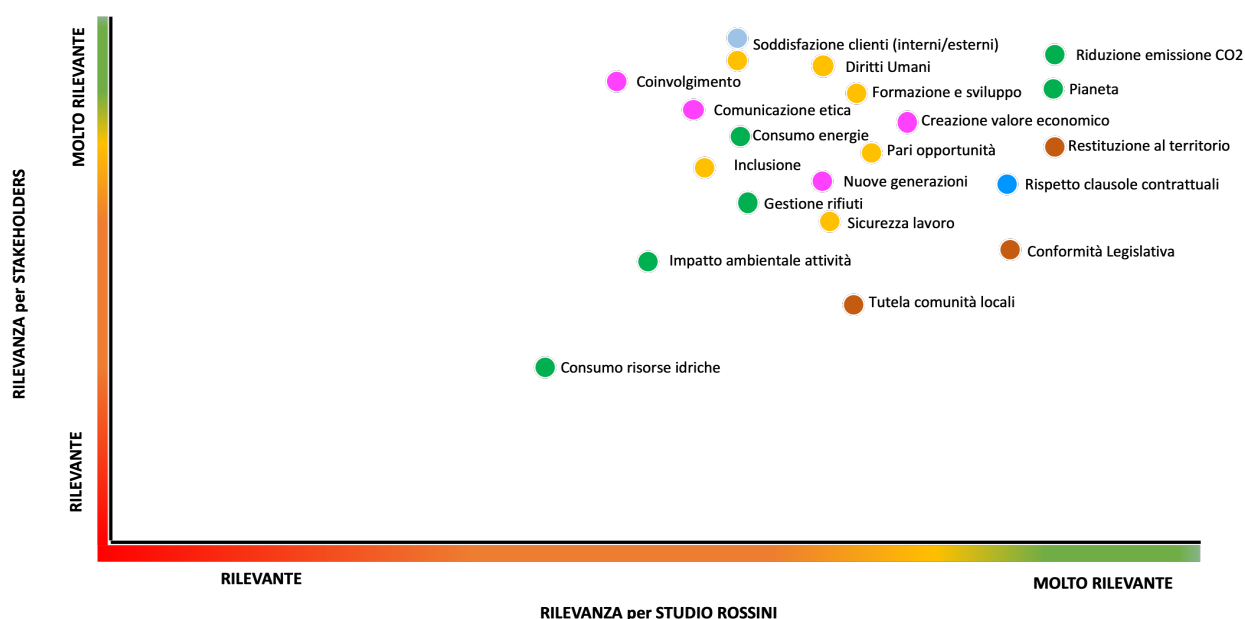 MOLTO RILEVANTE
RILEVANZA per STAKEHOLDERS
RILEVANTE
Soddisfazione clienti (interni/esterni)
Riduzione emissione CO2
Diritti Umani
Coinvolgimento
Formazione e sviluppo
Pianeta
Comunicazione etica
Creazione valore economico
Consumo energie
Restituzione al territorio
Pari opportunità
Inclusione
Nuove generazioni
Rispetto clausole contrattuali
Gestione rifiuti
Sicurezza lavoro
Conformità Legislativa
Impatto ambientale attività
Tutela comunità locali
Consumo risorse idriche
RILEVANTE
MOLTO RILEVANTE
RILEVANZA per STUDIO ROSSINI